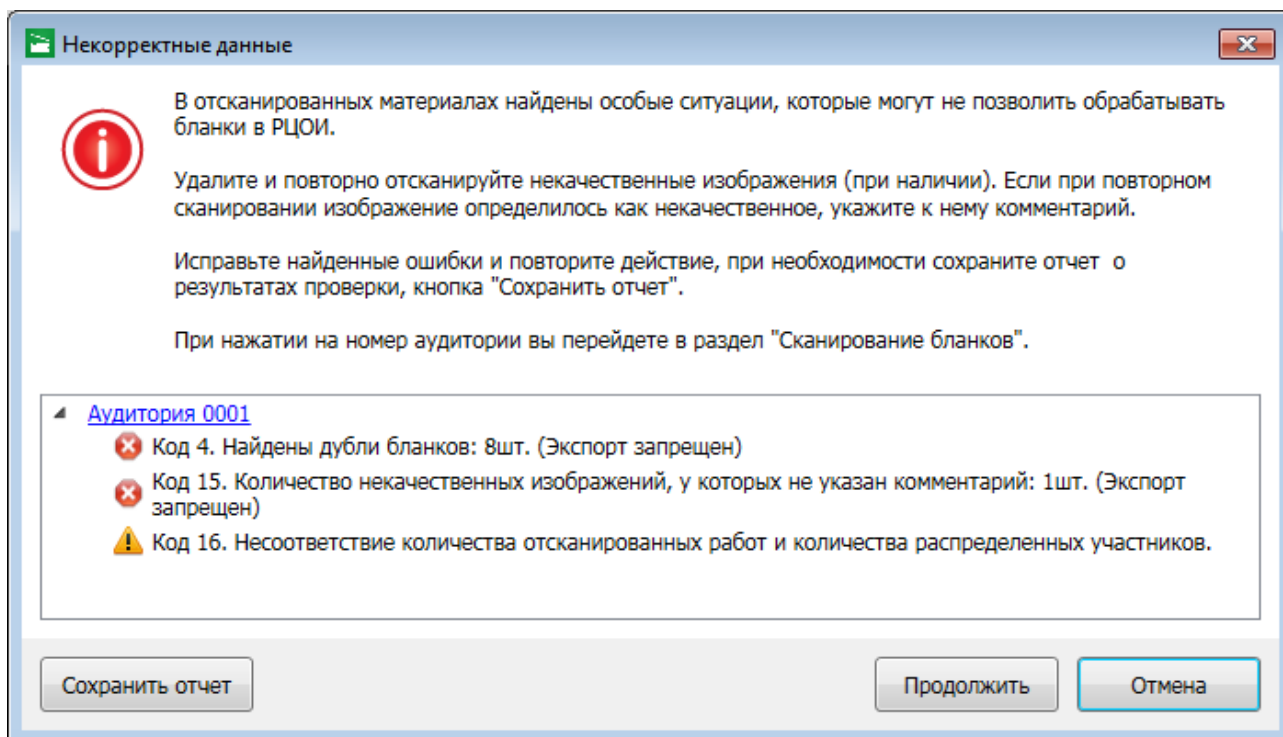 Некорректные данные
В отсканированных материалах найдены особые ситуации, которые могут не позволить обрабатывать
бланки в РЦОИ.
Удалите и повторно отсканируйте некачественные изображения (при наличии). Если при повторном
сканировании изображение определилось как некачественное, укажите к нему комментарий.
Исправьте найденные ошибки и повторите действие, при необходимости сохраните отчет о
результатах проверки, кнопка "Сохранить отчет".
При нажатии на номер аудитории вы перейдете в раздел "Сканирование бланков".
Аудитория 0001
Код 4. Найдены дубли бланков: 8шт. (Экспорт запрещен)
Код 15. Количество некачественных изображений, у которых не указан комментарий: 1шт. (Экспорт
запрещен)
Код 16. Несоответствие количества отсканированных работ и количества распределенных участников.
Сохранить отчет
Продолжить
Отмена